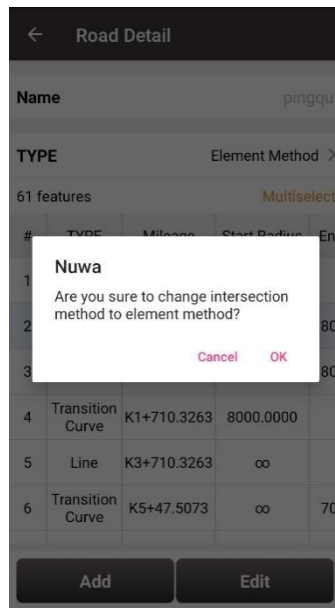 Road Detail
Name pingqu
TYPE Element Method
61 features Multiselect
# TYPE Mileage Start Radius En
1
Nuwa
Are you sure to change intersection
method to element method?
Cancel OK
2 80
3 80
4 Transition Curve K1+710.3263 8000.0000
5 Line K3+710.3263 ∞
6 Transition Curve K5+47.5073 ∞ 70
Add Edit